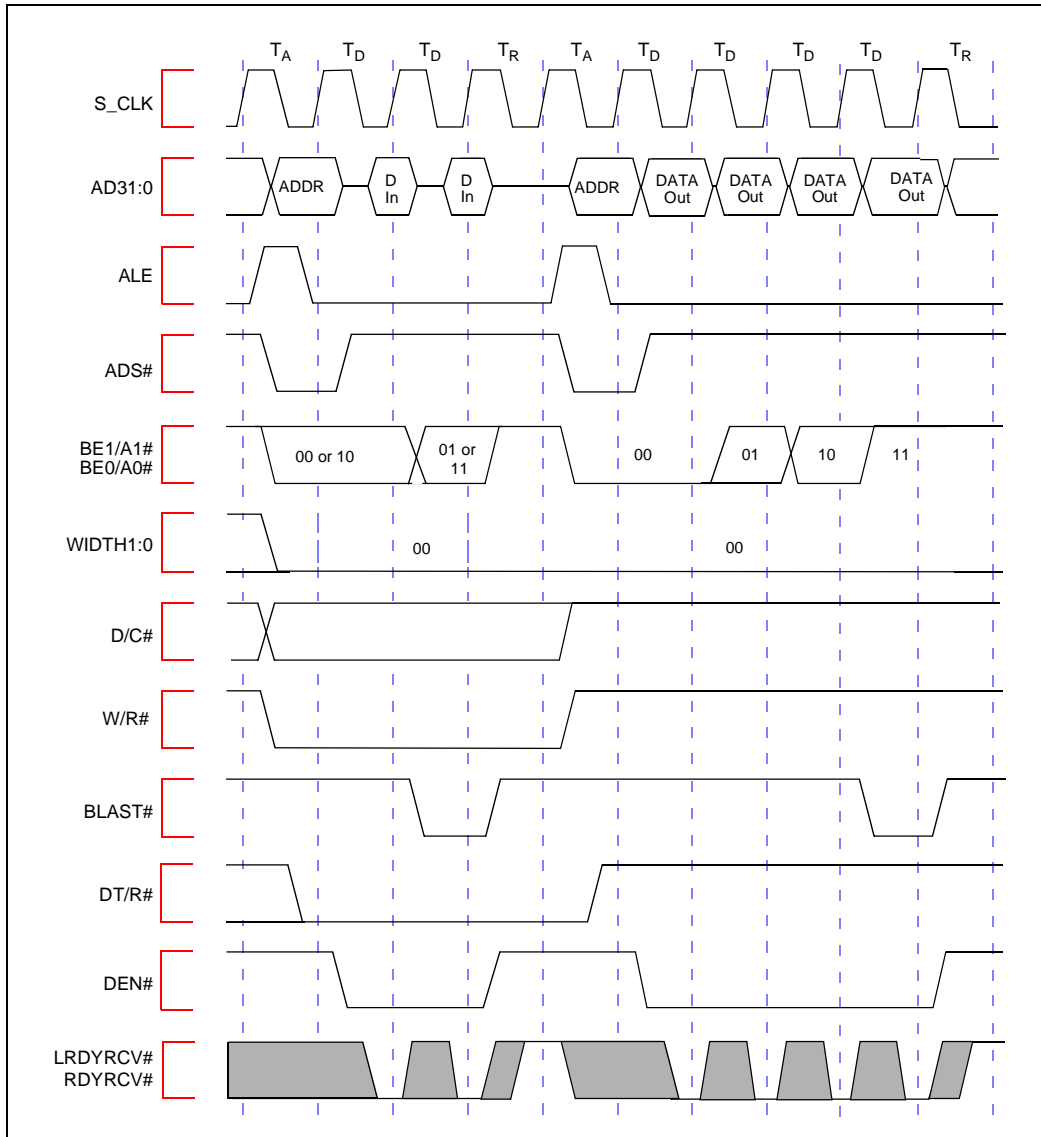 TA TD TD TR TA TD TD TD TD TR
S_CLK
AD31:0
ADDR
D
In
D
In
ADDR
DATA
Out
DATA
Out
DATA
Out
DATA
Out
ALE
ADS#
BE1/A1#
BE0/A0#
00 or 10
01 or
11
00
01
10
11
WIDTH1:0
00
00
D/C#
W/R#
BLAST#
DT/R#
DEN#
LRDYRCV#
RDYRCV#